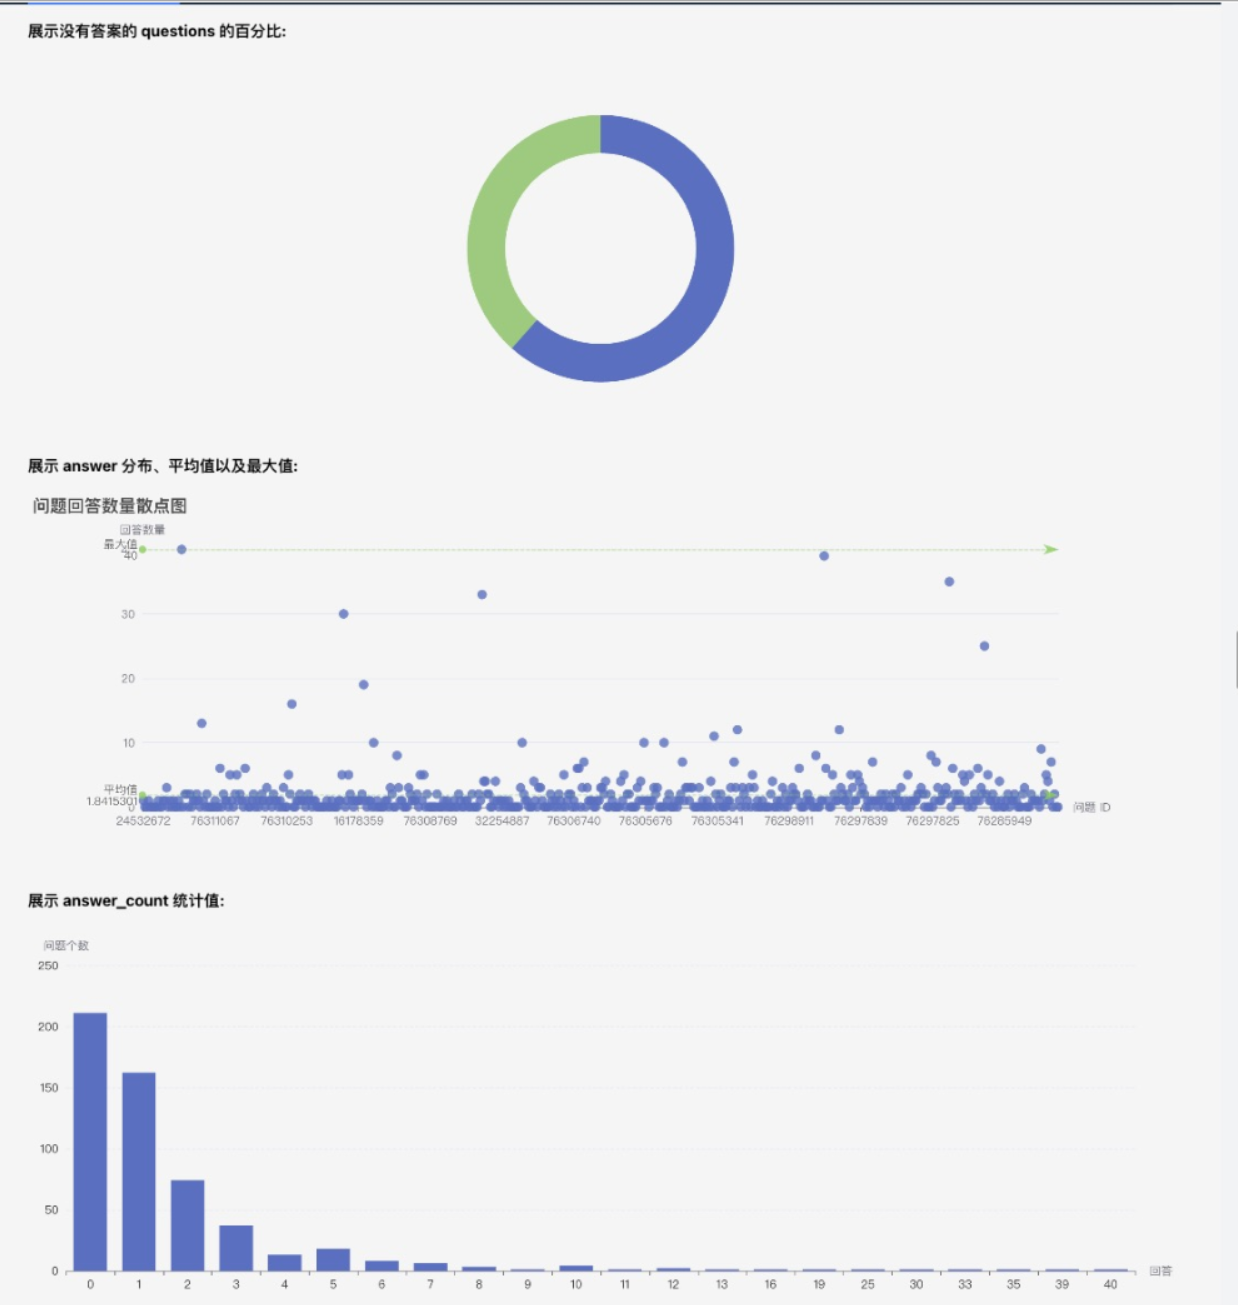 展示没有答案的 questions 的百分比:
展示 answer 分布、平均值以及最大值:
问题回答数量散点图
回答数量
最大值
40
30
20
10
平均值
1.8415301
0
问题 ID
24532672 76311067 76310253 16178359 76308769 32254887 76306740 76305676 76305341 76298911 76297839 76297825 76285949
展示 answer_count 统计值:
问题个数
250
200
150
100
50
0
0 1 2 3 4 5 6 7 8 9 10 11 12 13 16 19 25 30 33 35 39 40
回答